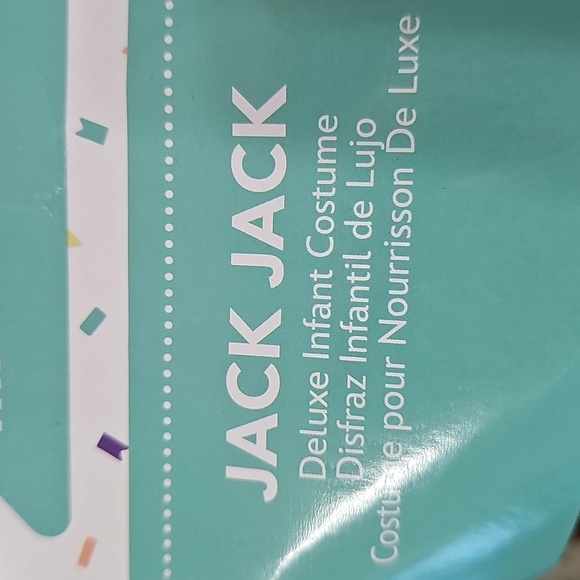 JACK JACK
Deluxe Infant Costume
Disfraz Infantil de Lujo
Costume pour Nourrisson De Luxe